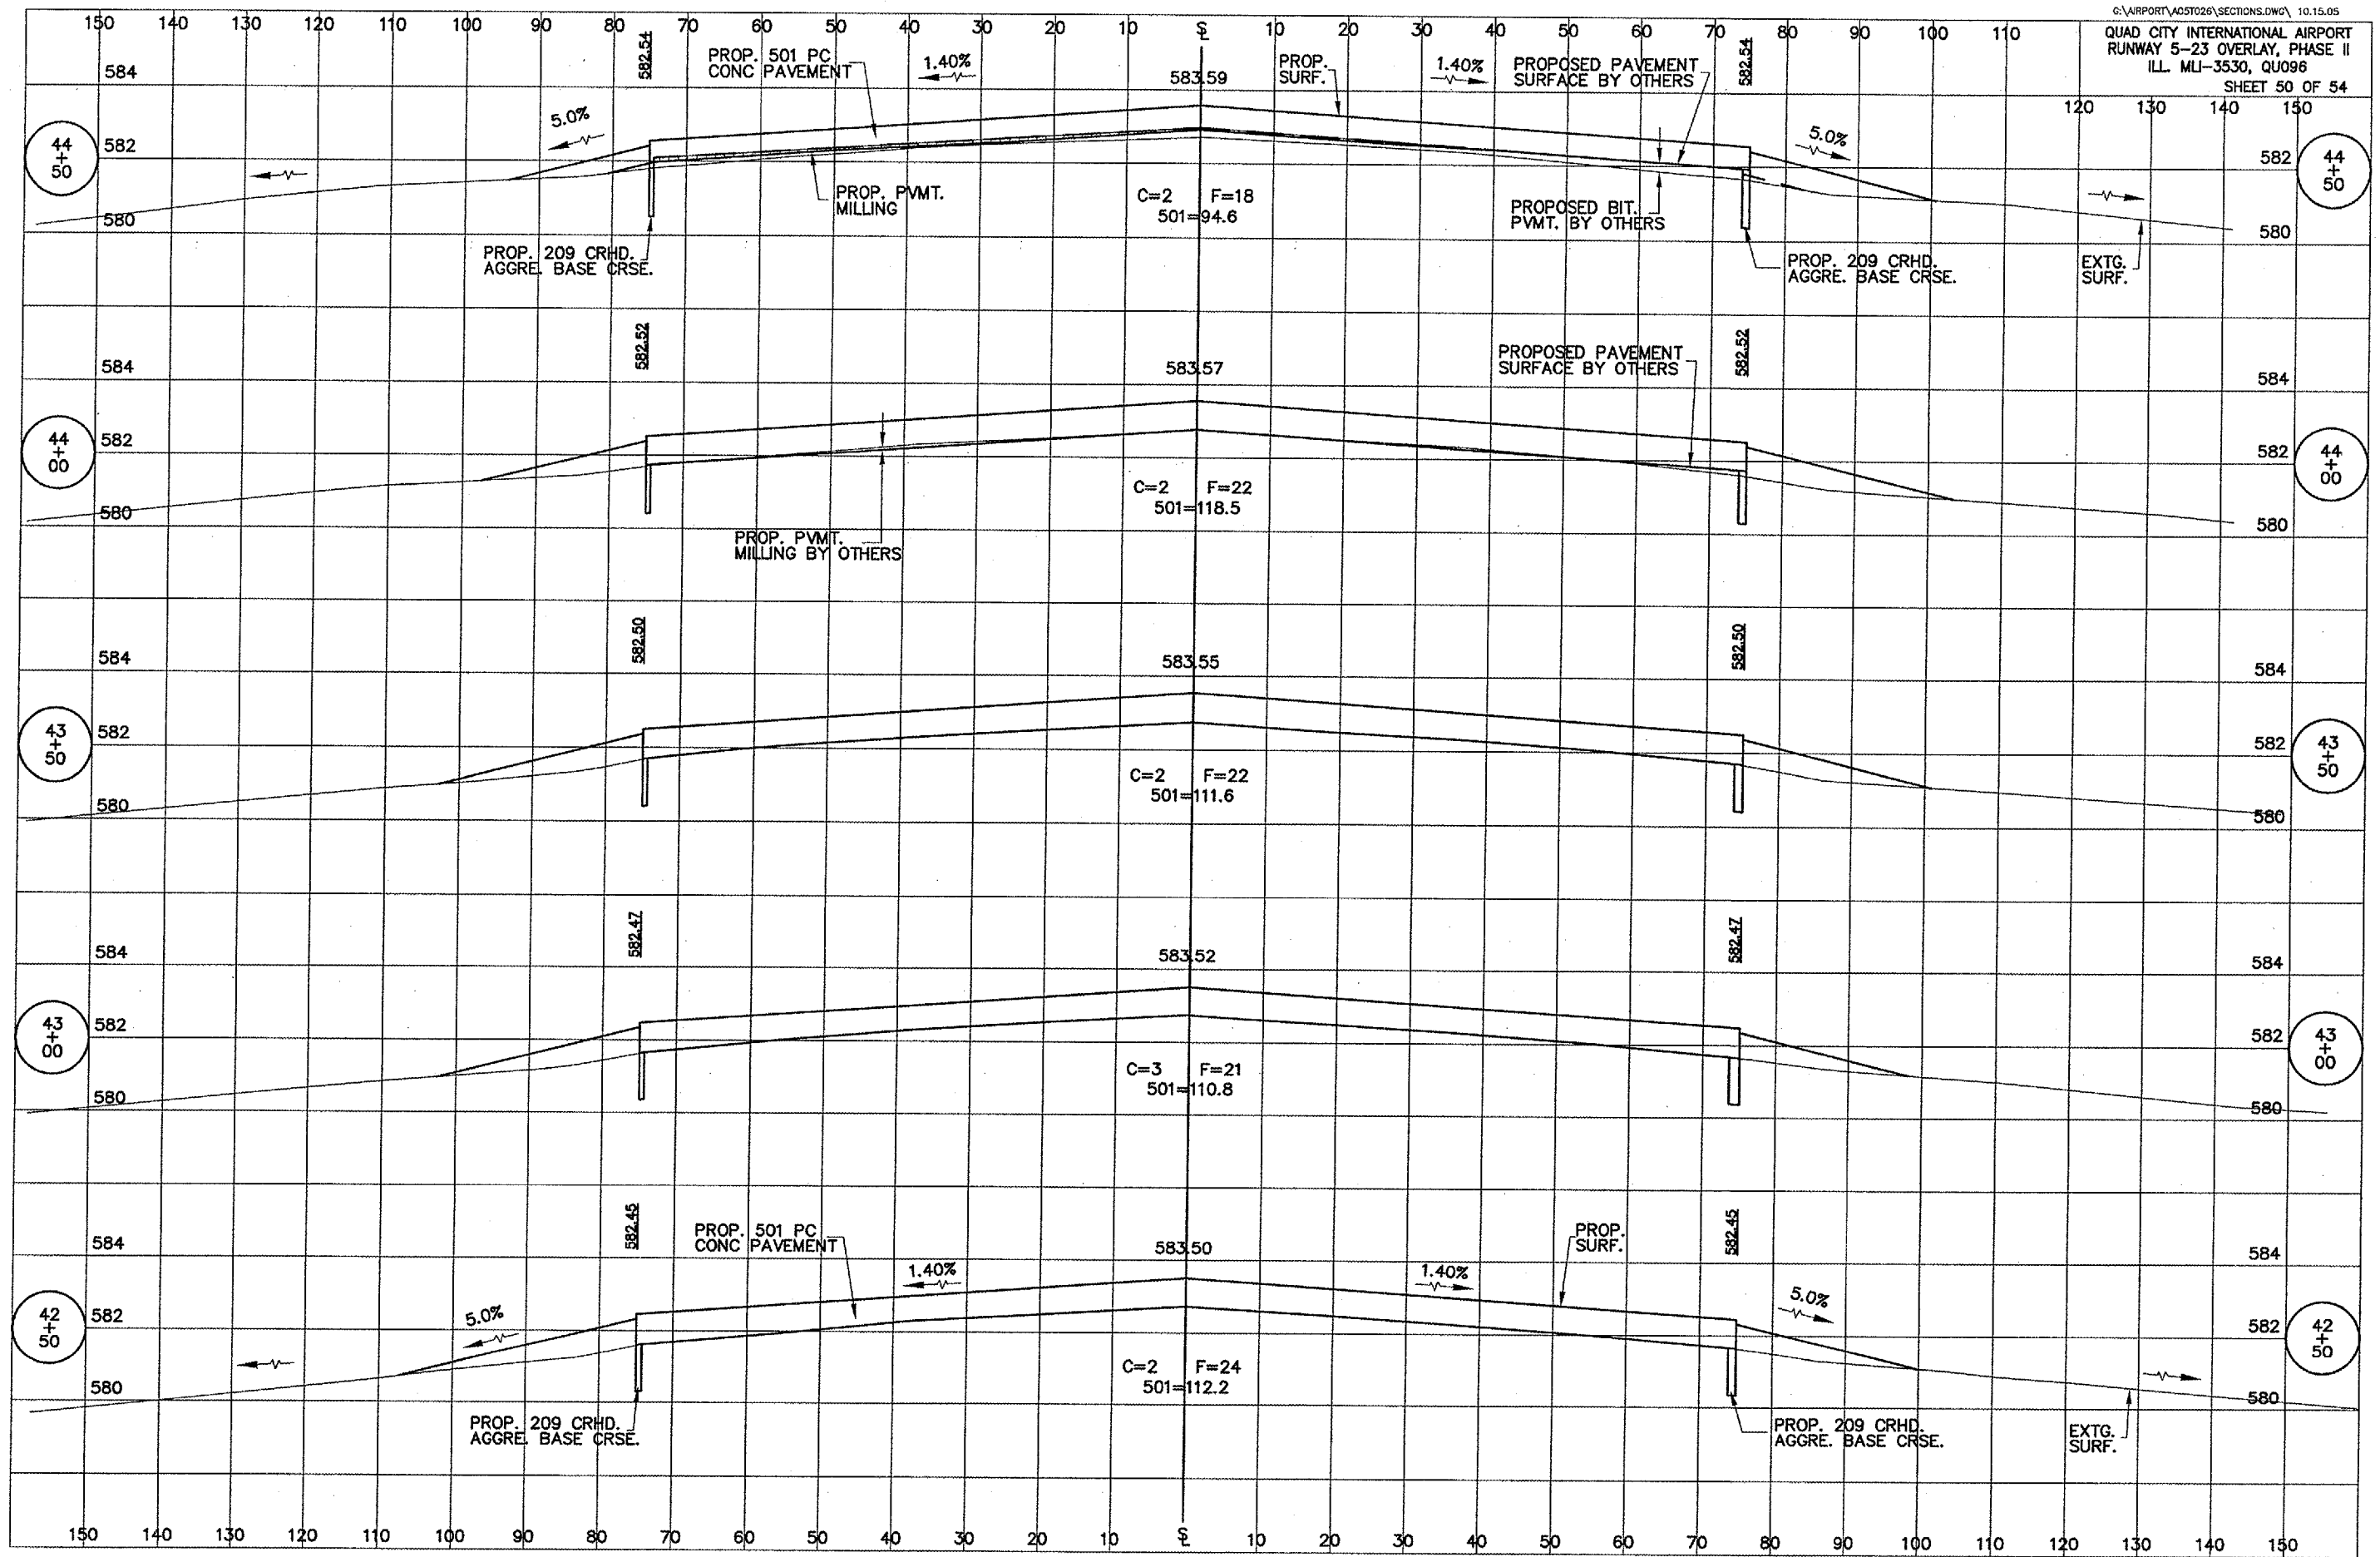 G:\AIRPORT\A05T026\SECTIONS.DWG\ 10.15.05
QUAD CITY INTERNATIONAL AIRPORT
RUNWAY 5-23 OVERLAY, PHASE II
ILL. MLI-3530, QU096
SHEET 50 OF 54
150 140 130 120 110 100 90 80 70 60 50 40 30 20 10 ℄ 10 20 30 40 50 60 70 80 90 100 110
120 130 140 150
582.54
PROP. 501 PC
CONC PAVEMENT
1.40%
583.59
PROP.
SURF.
1.40%
PROPOSED PAVEMENT
SURFACE BY OTHERS
582.54
584
5.0%
5.0%
44
+
50
582
582
44
+
50
PROP. PVMT.
MILLING
C=2 F=18
501=94.6
PROPOSED BIT.
PVMT. BY OTHERS
580
580
PROP. 209 CRHD.
AGGRE. BASE CRSE.
PROP. 209 CRHD.
AGGRE. BASE CRSE.
EXTG.
SURF.
582.52
583.57
PROPOSED PAVEMENT
SURFACE BY OTHERS
582.52
584
584
44
+
00
582
582
44
+
00
C=2 F=22
501=118.5
580
580
PROP. PVMT.
MILLING BY OTHERS
582.50
583.55
582.50
584
584
43
+
50
582
582
43
+
50
C=2 F=22
501=111.6
580
580
582.47
583.52
582.47
584
584
43
+
00
582
582
43
+
00
C=3 F=21
501=110.8
580
580
582.45
PROP. 501 PC
CONC PAVEMENT
583.50
PROP.
SURF.
582.45
584
584
1.40%
1.40%
5.0%
5.0%
42
+
50
582
582
42
+
50
C=2 F=24
501=112.2
580
580
PROP. 209 CRHD.
AGGRE. BASE CRSE.
PROP. 209 CRHD.
AGGRE. BASE CRSE.
EXTG.
SURF.
150 140 130 120 110 100 90 80 70 60 50 40 30 20 10 ℄ 10 20 30 40 50 60 70 80 90 100 110 120 130 140 150